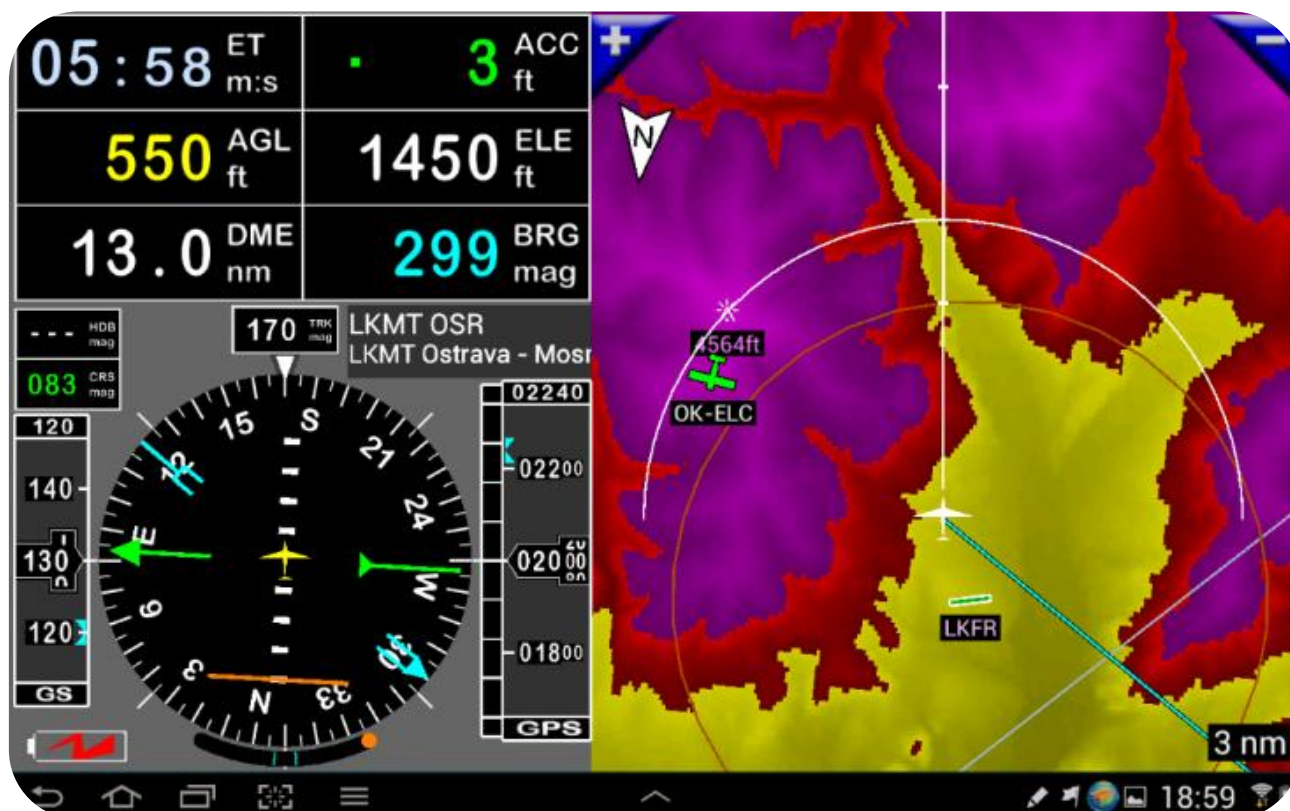 05:58 ET m:s
3 ACC ft
550 AGL ft
1450 ELE ft
13.0 DME nm
299 BRG mag
--- HDB mag
083 CRS mag
170 TRK mag
LKMT OSR
LKMT Ostrava - Mosn
120
140
130
120
GS
15
S
21
24
W
30
33
N
3
6
E
12
02240
02200
02000
01800
GPS
+
-
N
4564ft
OK-ELC
LKFR
3 nm
18:59